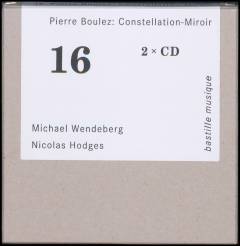 Pierre Boulez: Constellation-Miroir
16
2 × CD
Michael Wendeberg
Nicolas Hodges
bastille musique